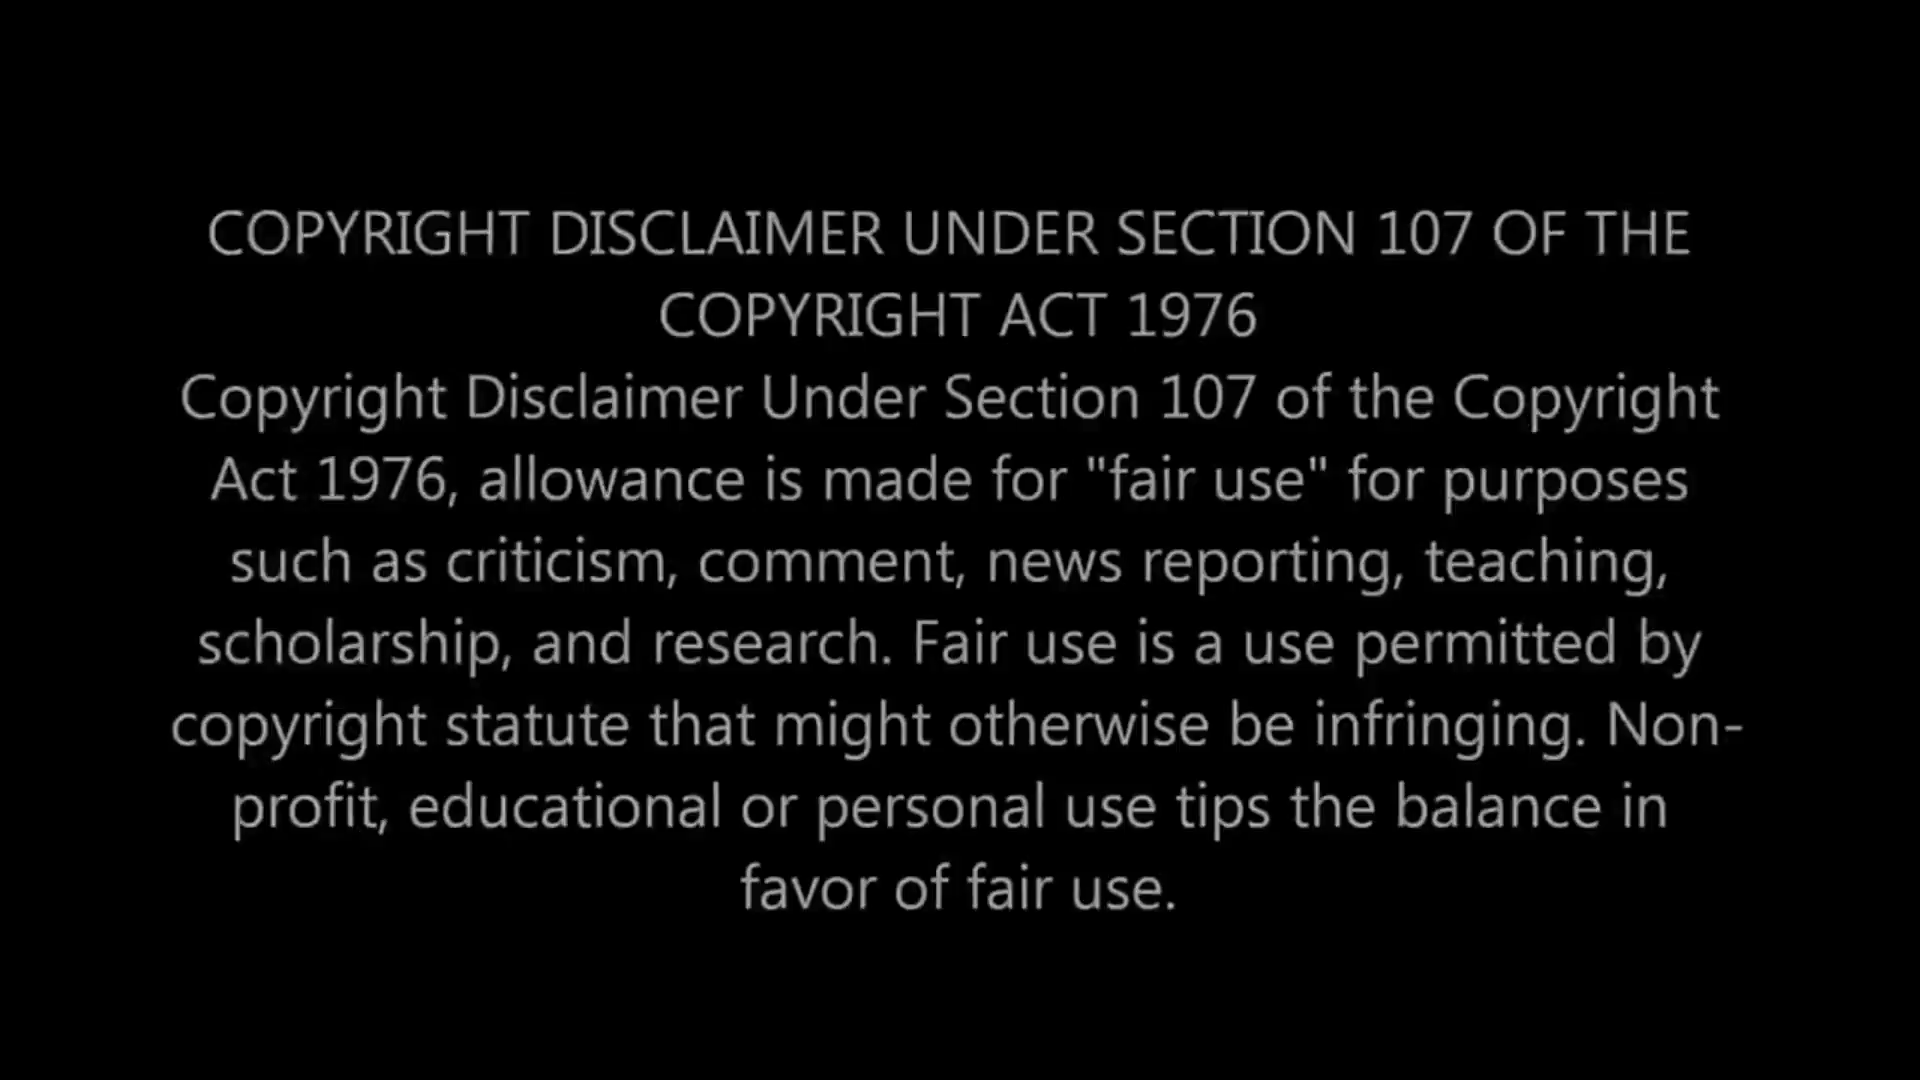 COPYRIGHT DISCLAIMER UNDER SECTION 107 OF THE
COPYRIGHT ACT 1976
Copyright Disclaimer Under Section 107 of the Copyright
Act 1976, allowance is made for "fair use" for purposes
such as criticism, comment, news reporting, teaching,
scholarship, and research. Fair use is a use permitted by
copyright statute that might otherwise be infringing. Non-
profit, educational or personal use tips the balance in
favor of fair use.